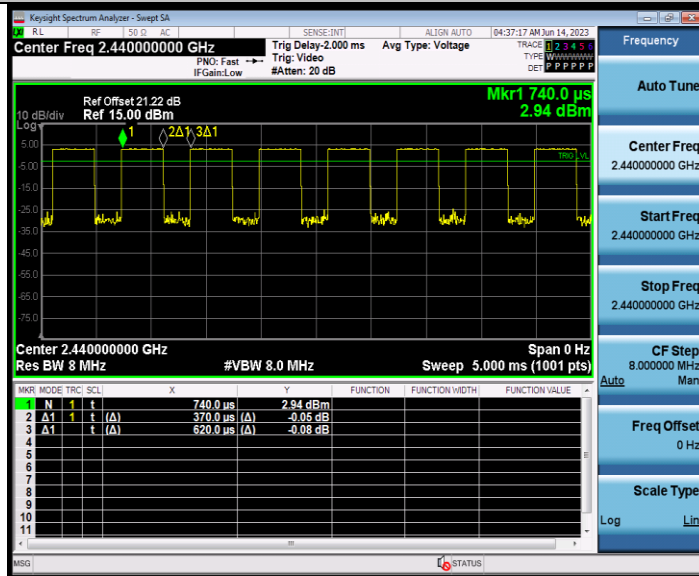 Keysight Spectrum Analyzer - Swept SA
RL RF 50 Ω AC SENSE:INT ALIGN AUTO 04:37:17 AM Jun 14, 2023
Center Freq 2.440000000 GHz
PNO: Fast
IFGain:Low
Trig Delay-2.000 ms
Trig: Video
#Atten: 20 dB
Avg Type: Voltage
TRACE 1 2 3 4 5 6
TYPE WWWWWW
DET P P P P P P
Ref Offset 21.22 dB
10 dB/div Ref 15.00 dBm
Log
Mkr1 740.0 µs
2.94 dBm
1 2Δ1 3Δ1
TRIG LVL
5.00
-5.00
-15.0
-25.0
-35.0
-45.0
-55.0
-65.0
-75.0
Center 2.440000000 GHz Span 0 Hz
Res BW 8 MHz #VBW 8.0 MHz Sweep 5.000 ms (1001 pts)
MKR MODE TRC SCL X Y FUNCTION FUNCTION WIDTH FUNCTION VALUE
1 N 1 t 740.0 µs 2.94 dBm
2 Δ1 1 t (Δ) 370.0 µs (Δ) -0.05 dB
3 Δ1 t (Δ) 620.0 µs (Δ) -0.08 dB
4
5
6
7
8
9
10
11
MSG STATUS
Frequency
Auto Tune
Center Freq
2.440000000 GHz
Start Freq
2.440000000 GHz
Stop Freq
2.440000000 GHz
CF Step
8.000000 MHz
Auto Man
Freq Offset
0 Hz
Scale Type
Log Lin